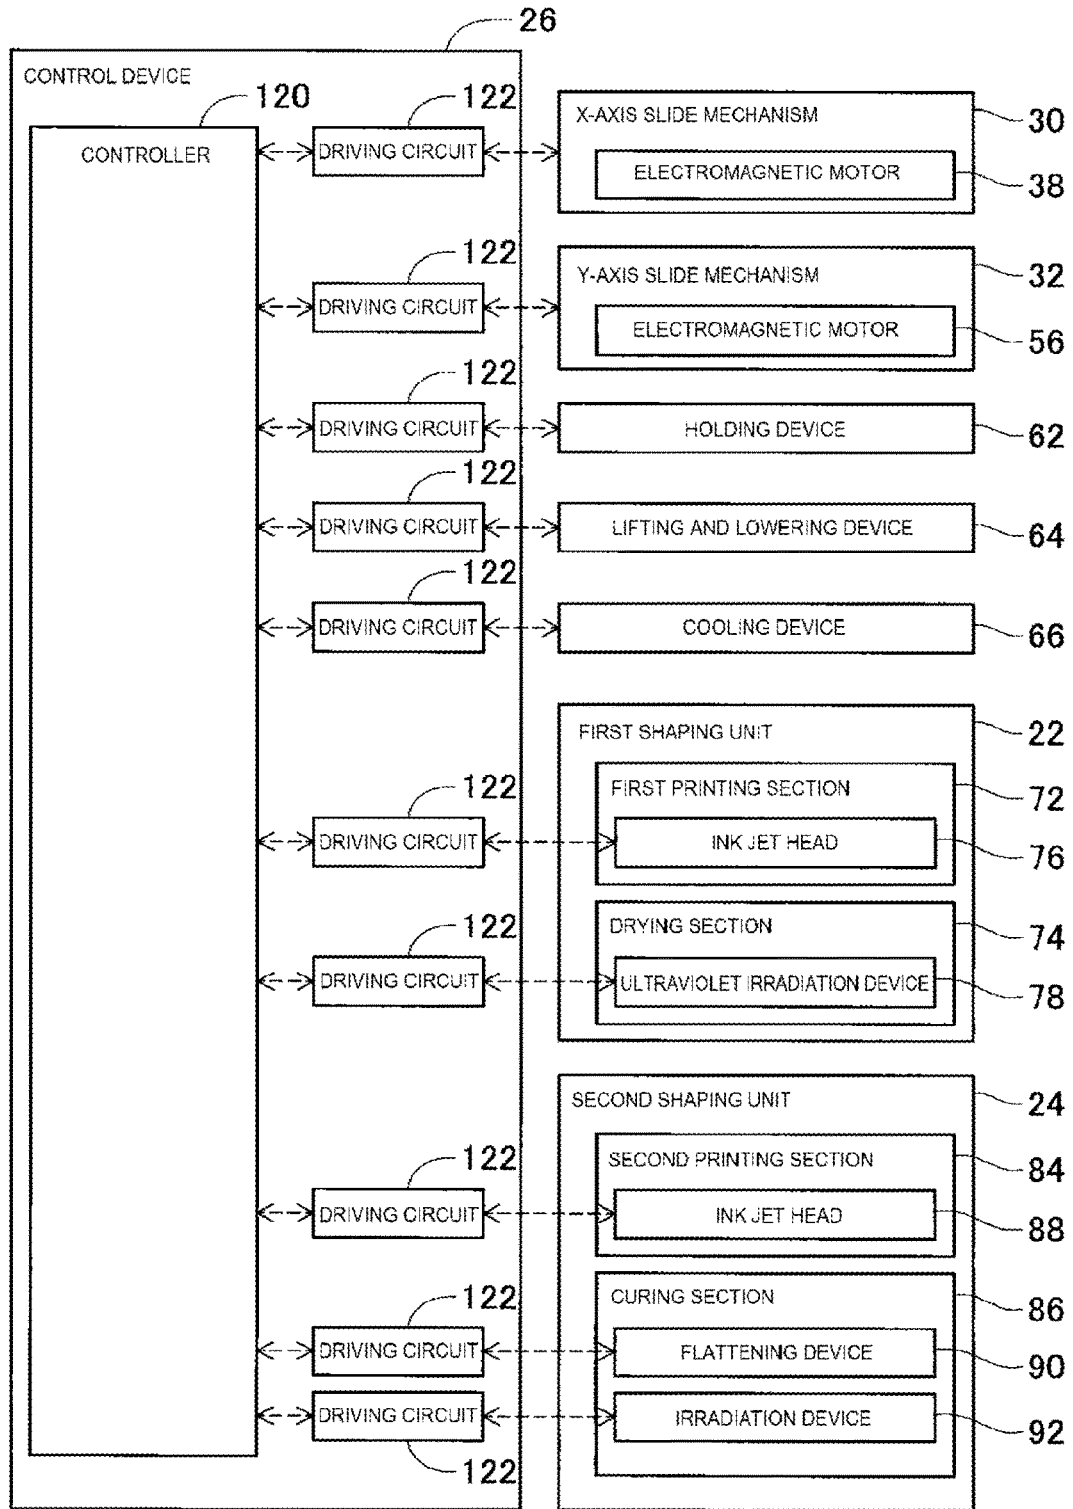 26
CONTROL DEVICE
120
CONTROLLER
122
DRIVING CIRCUIT
X-AXIS SLIDE MECHANISM
30
ELECTROMAGNETIC MOTOR
38
122
DRIVING CIRCUIT
Y-AXIS SLIDE MECHANISM
32
ELECTROMAGNETIC MOTOR
56
122
DRIVING CIRCUIT
HOLDING DEVICE
62
122
DRIVING CIRCUIT
LIFTING AND LOWERING DEVICE
64
122
DRIVING CIRCUIT
COOLING DEVICE
66
FIRST SHAPING UNIT
22
FIRST PRINTING SECTION
72
122
DRIVING CIRCUIT
INK JET HEAD
76
DRYING SECTION
74
122
DRIVING CIRCUIT
ULTRAVIOLET IRRADIATION DEVICE
78
SECOND SHAPING UNIT
24
SECOND PRINTING SECTION
84
122
DRIVING CIRCUIT
INK JET HEAD
88
CURING SECTION
86
122
DRIVING CIRCUIT
FLATTENING DEVICE
90
DRIVING CIRCUIT
IRRADIATION DEVICE
92
122